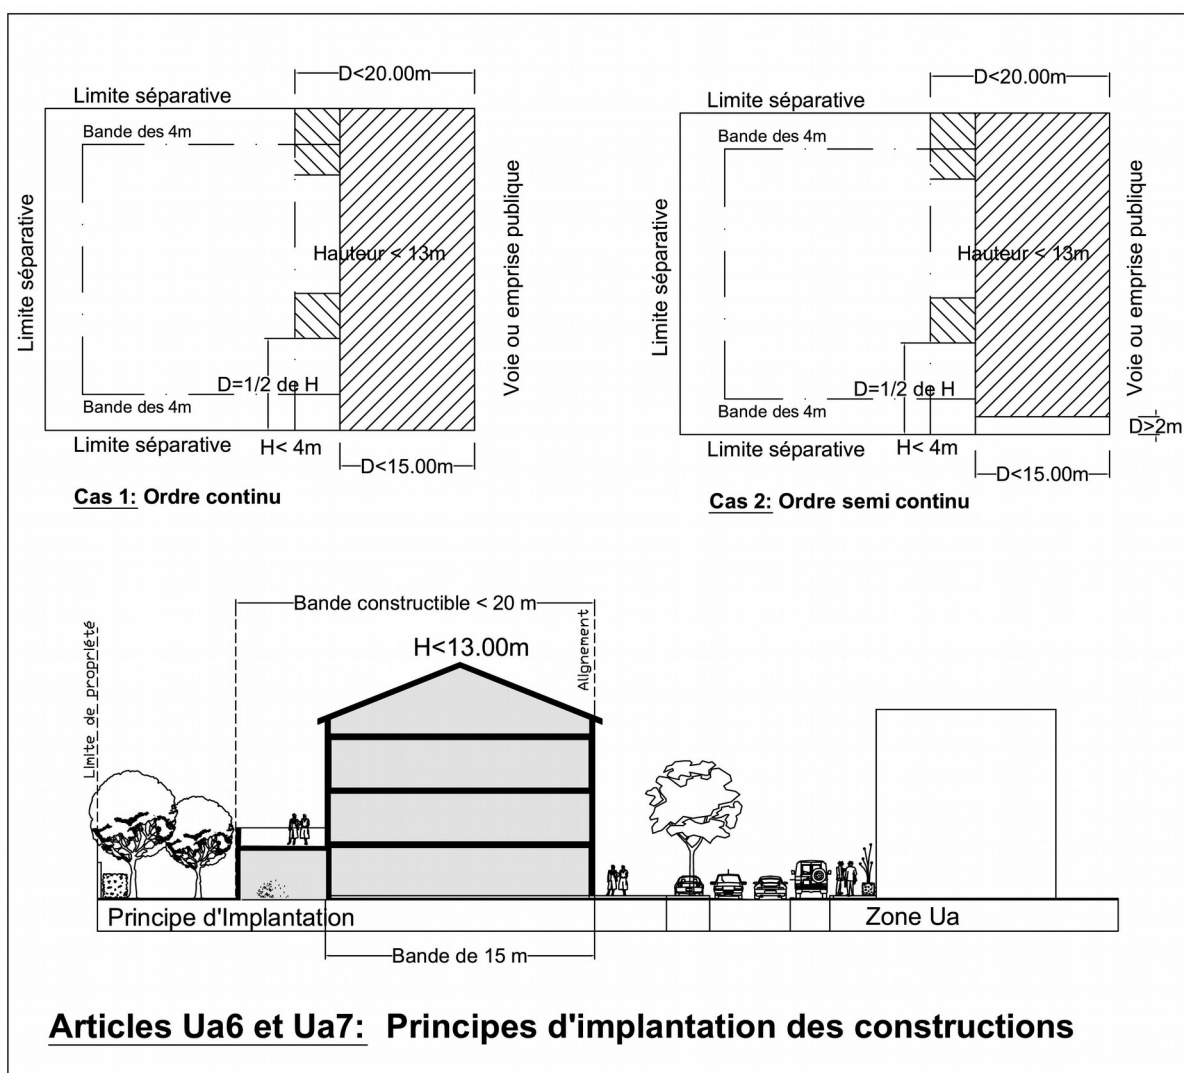 D<20.00m
Limite séparative
Bande des 4m
Limite séparative
Hauteur < 13m
Voie ou emprise publique
D=1/2 de H
Bande des 4m
Limite séparative
H< 4m
D<15.00m
Cas 1: Ordre continu
D<20.00m
Limite séparative
Bande des 4m
Limite séparative
Hauteur < 13m
Voie ou emprise publique
D=1/2 de H
Bande des 4m
D>2m
Limite séparative
H< 4m
D<15.00m
Cas 2: Ordre semi continu
Bande constructible < 20 m
Limite de propriété
H<13.00m
Alignement
Principe d'Implantation
Zone Ua
Bande de 15 m
Articles Ua6 et Ua7: Principes d'implantation des constructions